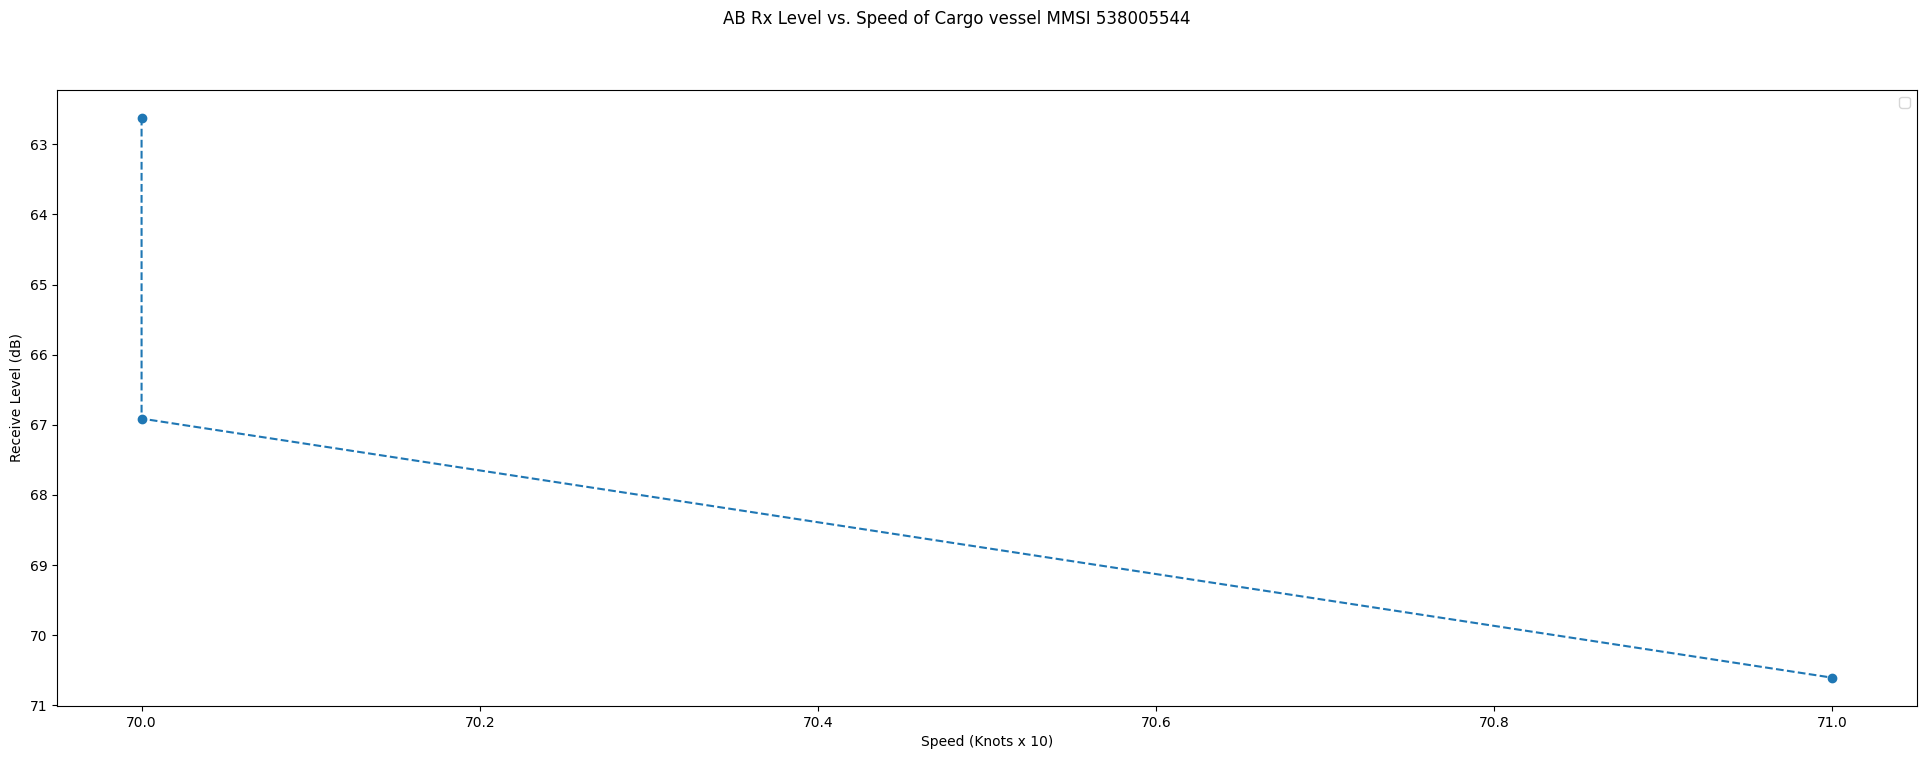 AB Rx Level vs. Speed of Cargo vessel MMSI 538005544
63
64
65
66
67
68
69
70
71
Receive Level (dB)
70.0 70.2 70.4 70.6 70.8 71.0
Speed (Knots x 10)